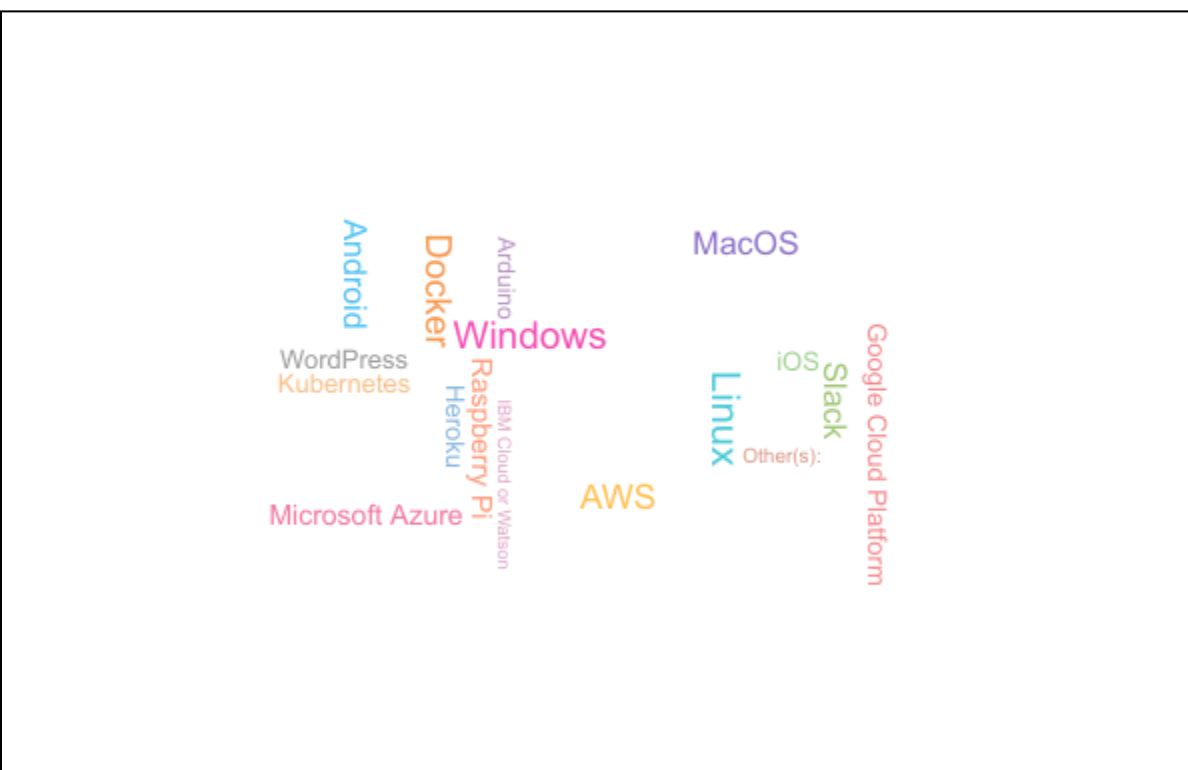 Android
Docker
Arduino
MacOS
Windows
WordPress
Kubernetes
Heroku
Raspberry Pi
IBM Cloud or Watson
iOS
Slack
Google Cloud Platform
Linux
Other(s):
Microsoft Azure
AWS